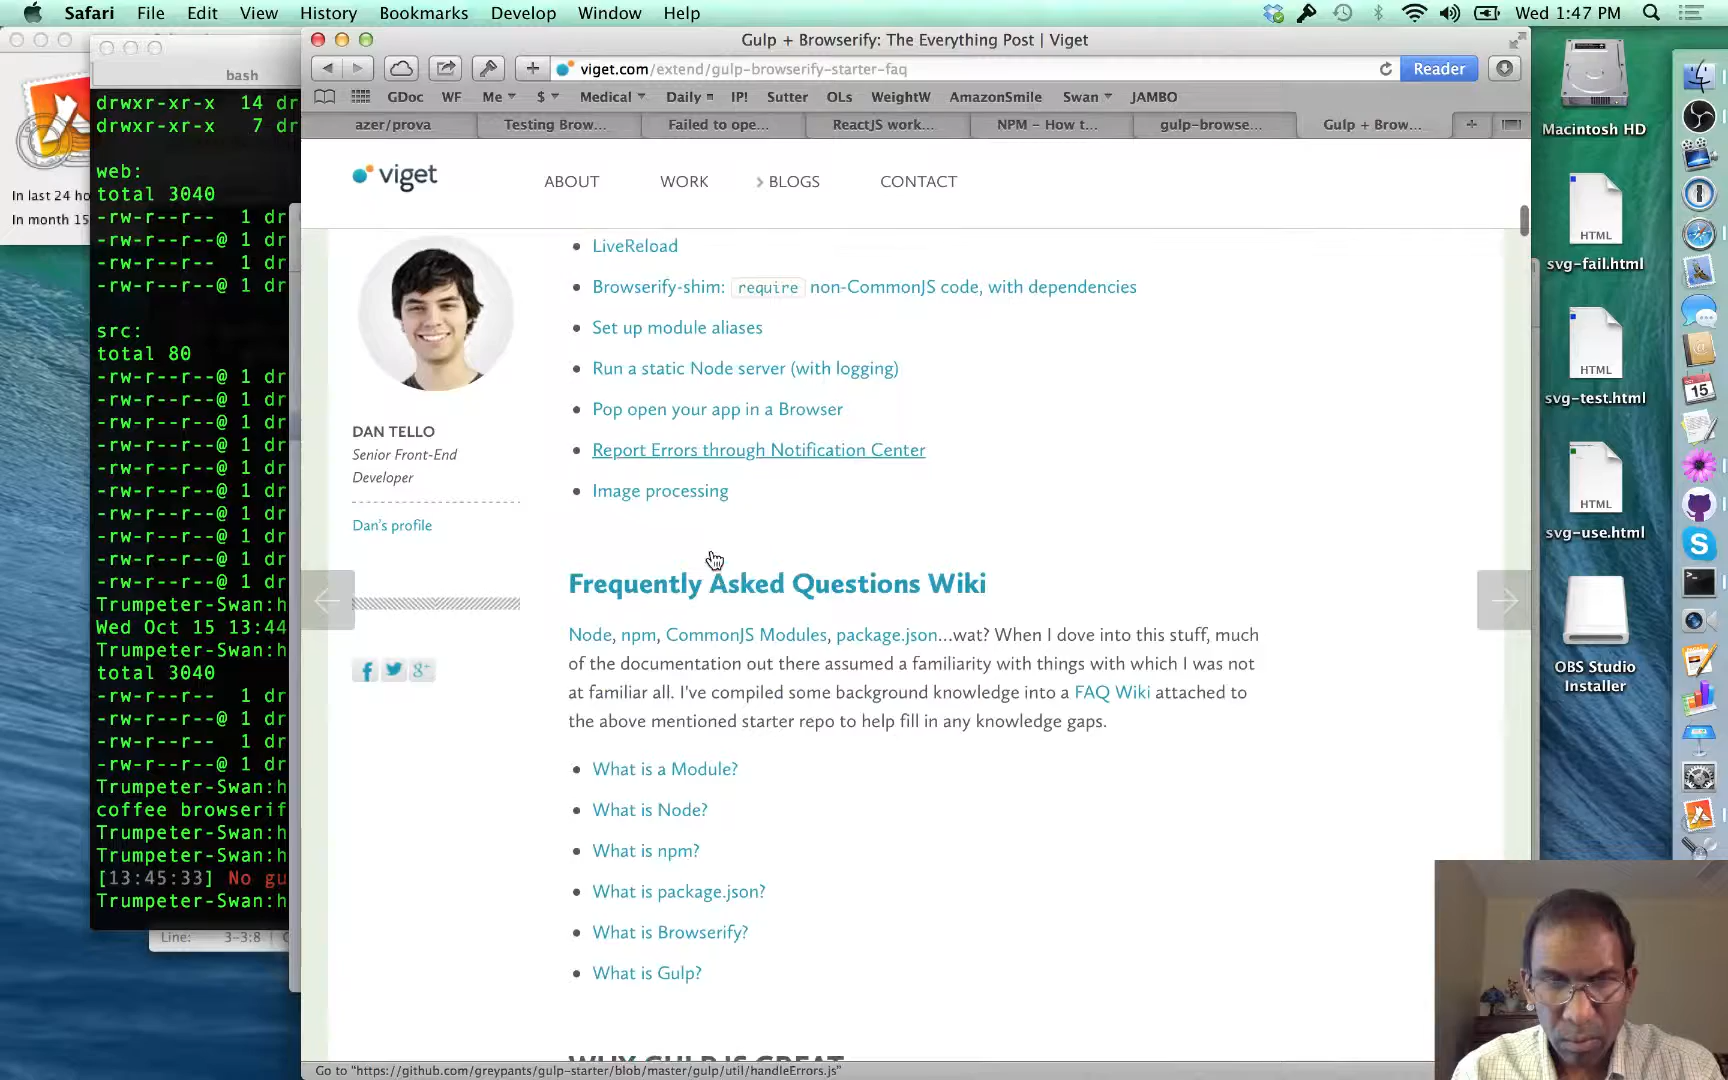 Safari File Edit View History Bookmarks Develop Window Help
Wed 1:47 PM
Gulp + Browserify: The Everything Post | Viget
viget.com/extend/gulp-browserify-starter-faq
Reader
GDoc WF Me $ Medical Daily IP! Sutter OLs WeightW AmazonSmile Swan JAMBO
azer/prova
Testing Brow...
Failed to ope...
ReactJS work...
NPM – How t...
gulp-browse...
Gulp + Brow...
viget
ABOUT WORK BLOGS CONTACT
LiveReload
Browserify-shim: require non-CommonJS code, with dependencies
Set up module aliases
Run a static Node server (with logging)
Pop open your app in a Browser
Report Errors through Notification Center
Image processing
DAN TELLO
Senior Front-End
Developer
Dan's profile
Frequently Asked Questions Wiki
Node, npm, CommonJS Modules, package.json...wat? When I dove into this stuff, much
of the documentation out there assumed a familiarity with things with which I was not
at familiar all. I've compiled some background knowledge into a FAQ Wiki attached to
the above mentioned starter repo to help fill in any knowledge gaps.
What is a Module?
What is Node?
What is npm?
What is package.json?
What is Browserify?
What is Gulp?
WHY GULP IS GREAT
Go to "https://github.com/greypants/gulp-starter/blob/master/gulp/util/handleErrors.js"
In last 24 ho
In month 15
bash
drwxr-xr-x 14 dr
drwxr-xr-x 7 dr
web:
total 3040
-rw-r--r-- 1 dr
-rw-r--r--@ 1 dr
-rw-r--r-- 1 dr
-rw-r--r--@ 1 dr
src:
total 80
-rw-r--r--@ 1 dr
-rw-r--r--@ 1 dr
-rw-r--r--@ 1 dr
-rw-r--r--@ 1 dr
-rw-r--r--@ 1 dr
-rw-r--r--@ 1 dr
-rw-r--r--@ 1 dr
-rw-r--r--@ 1 dr
-rw-r--r--@ 1 dr
-rw-r--r--@ 1 dr
Trumpeter-Swan:h
Wed Oct 15 13:44
Trumpeter-Swan:h
total 3040
-rw-r--r-- 1 dr
-rw-r--r--@ 1 dr
-rw-r--r-- 1 dr
-rw-r--r--@ 1 dr
Trumpeter-Swan:h
coffee browserif
Trumpeter-Swan:h
Trumpeter-Swan:h
[13:45:33] No gu
Trumpeter-Swan:h
Line: 3-3:8
Macintosh HD
HTML
svg-fail.html
HTML
svg-test.html
HTML
svg-use.html
OBS Studio
Installer
15